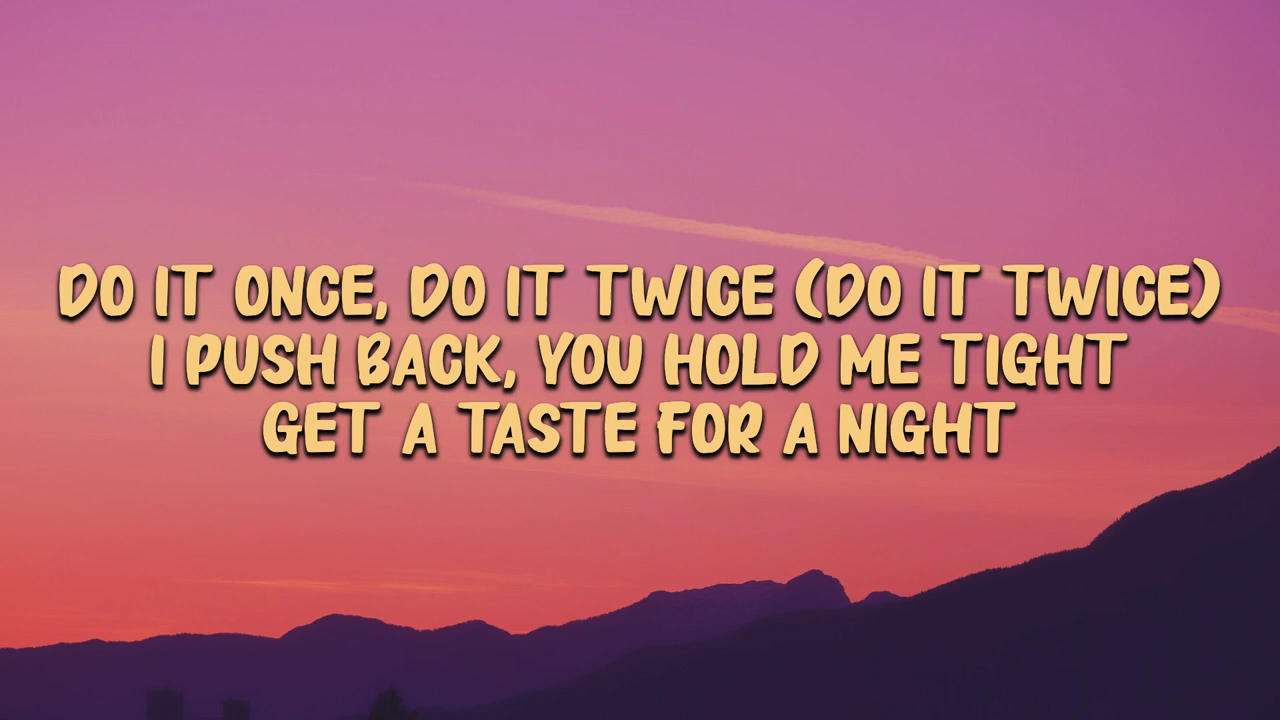 DO IT ONCE, DO IT TWICE (DO IT TWICE)
I PUSH BACK, YOU HOLD ME TIGHT
GET A TASTE FOR A NIGHT